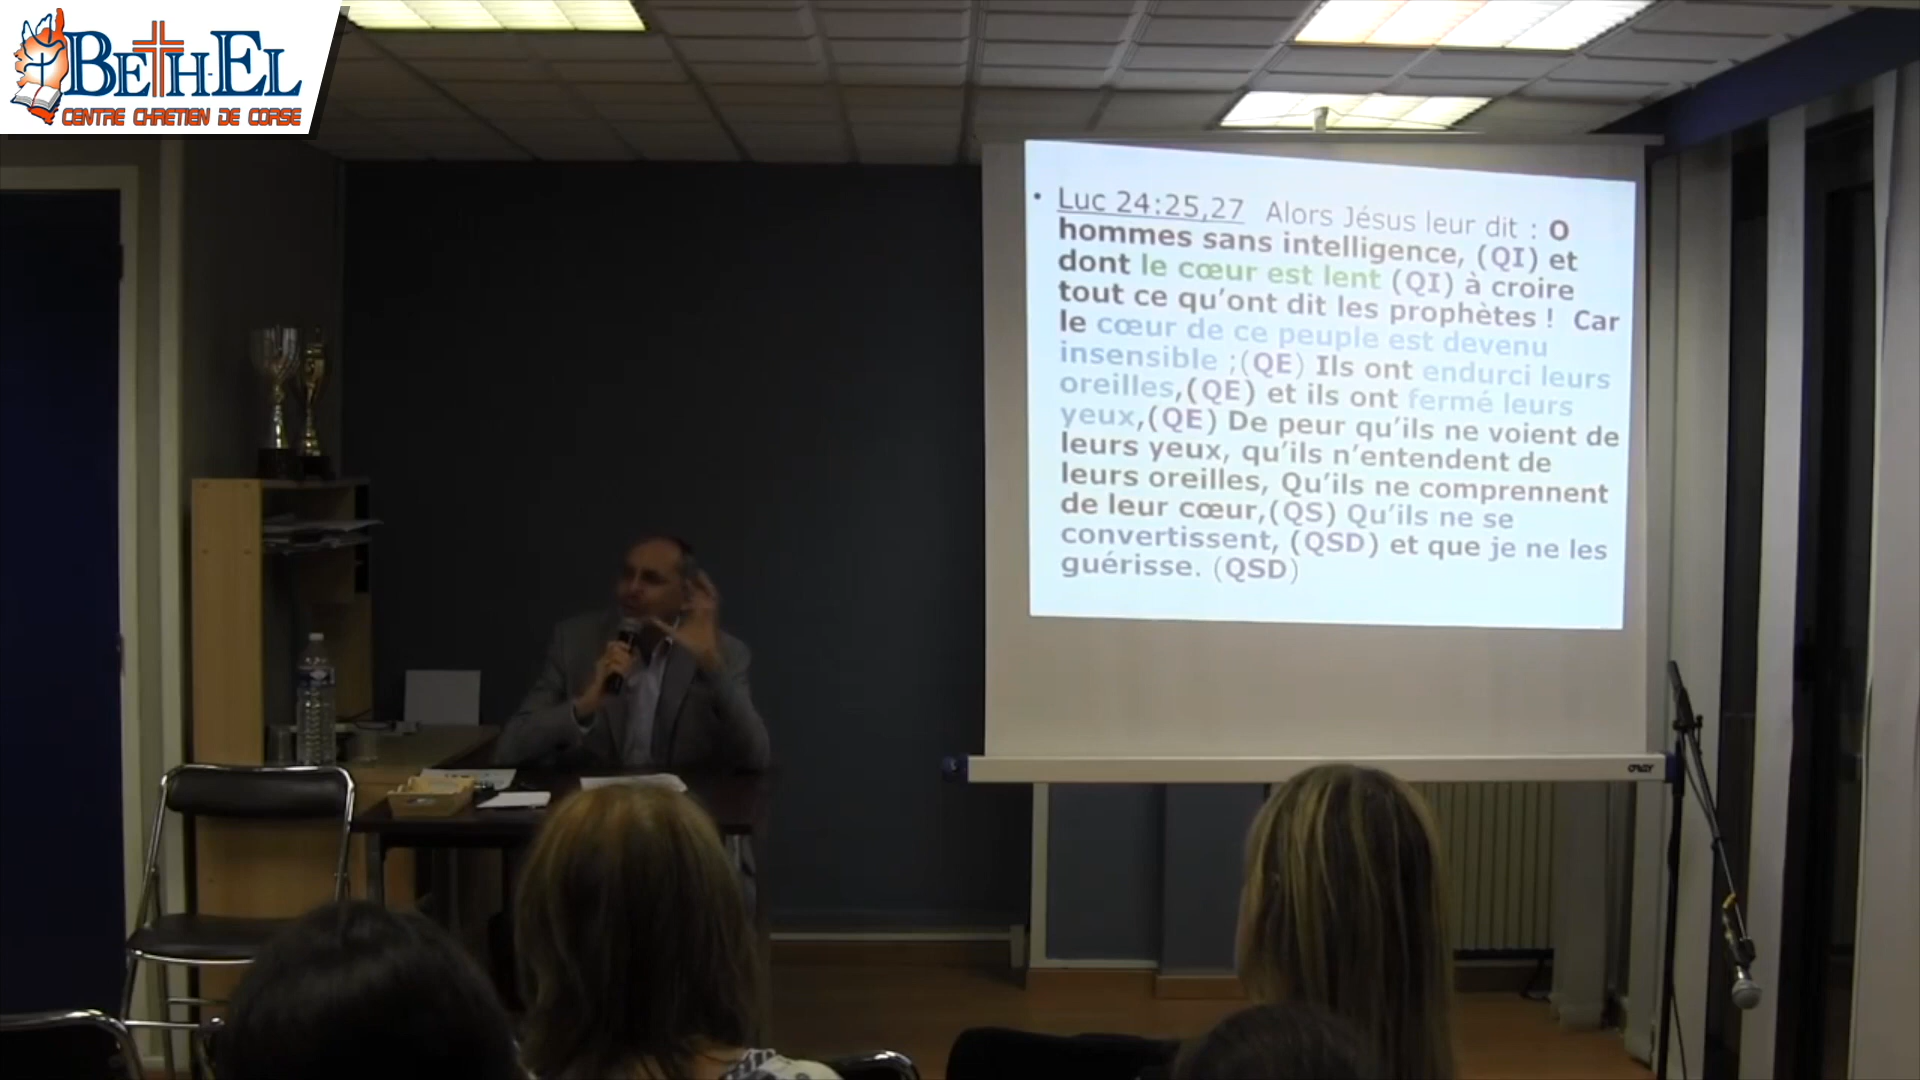 BETH-EL
CENTRE CHRETIEN DE CORSE
• Luc 24:25,27 Alors Jésus leur dit : O
hommes sans intelligence, (QI) et
dont le cœur est lent (QI) à croire
tout ce qu’ont dit les prophètes ! Car
le cœur de ce peuple est devenu
insensible ;(QE) Ils ont endurci leurs
oreilles,(QE) et ils ont fermé leurs
yeux,(QE) De peur qu’ils ne voient de
leurs yeux, qu’ils n’entendent de
leurs oreilles, Qu’ils ne comprennent
de leur cœur,(QS) Qu’ils ne se
convertissent, (QSD) et que je ne les
guérisse. (QSD)